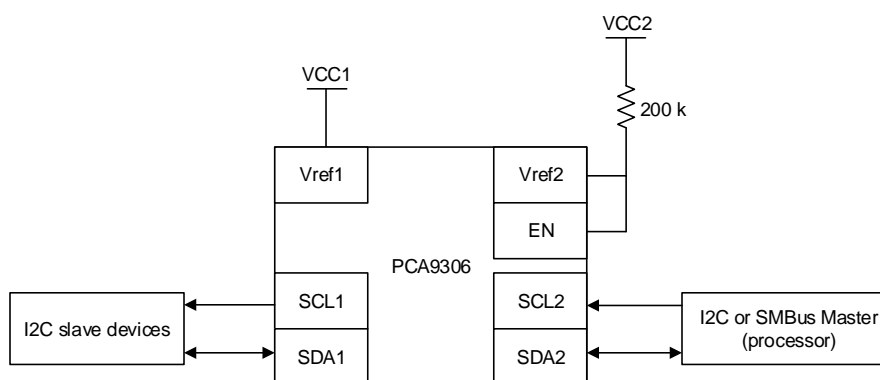 VCC2
VCC1
200 k
Vref1
Vref2
EN
PCA9306
SCL1
SCL2
I2C slave devices
I2C or SMBus Master
(processor)
SDA1
SDA2